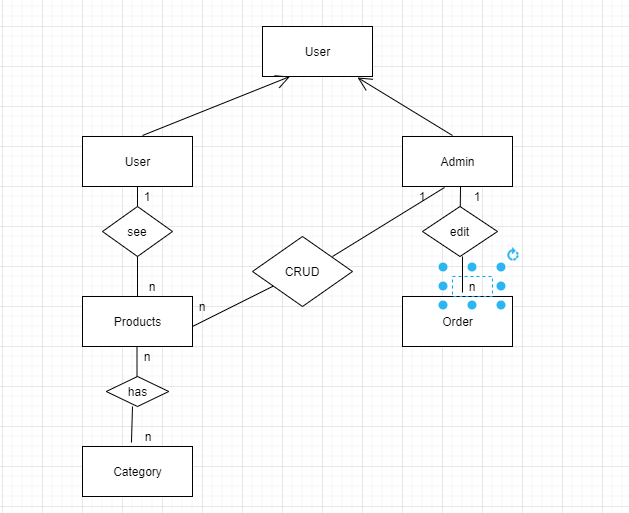 User
User
Admin
1
1
1
see
edit
CRUD
n
n
n
Products
Order
n
has
n
Category